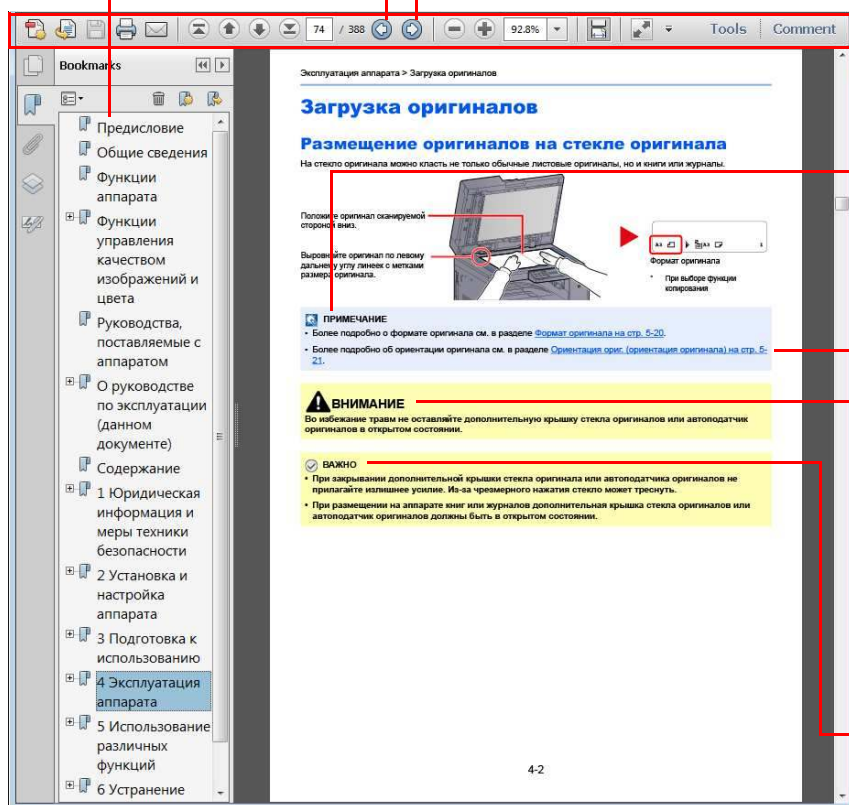 74 / 388 92.8% Tools Comment
Bookmarks
Предисловие
Общие сведения
Функции
аппарата
Функции
управления
качеством
изображений и
цвета
Руководства,
поставляемые с
аппаратом
О руководстве
по эксплуатации
(данном
документе)
Содержание
1 Юридическая
информация и
меры техники
безопасности
2 Установка и
настройка
аппарата
3 Подготовка к
использованию
4 Эксплуатация
аппарата
5 Использование
различных
функций
6 Устранение
Эксплуатация аппарата > Загрузка оригиналов
Загрузка оригиналов
Размещение оригиналов на стекле оригинала
На стекло оригинала можно класть не только обычные листовые оригиналы, но и книги или журналы.
Положите оригинал сканируемой
стороной вниз.
Выровняйте оригинал по левому
дальнему углу линеек с метками
размера оригинала.
A4 A4 1
Формат оригинала
* При выборе функции
копирования
ПРИМЕЧАНИЕ
• Более подробно о формате оригинала см. в разделе Формат оригинала на стр. 5-20.
• Более подробно об ориентации оригинала см. в разделе Ориентация ориг. (ориентация оригинала) на стр. 5-
21.
ВНИМАНИЕ
Во избежание травм не оставляйте дополнительную крышку стекла оригиналов или автоподатчик
оригиналов в открытом состоянии.
ВАЖНО
• При закрывании дополнительной крышки стекла оригинала или автоподатчика оригиналов не
прилагайте излишнее усилие. Из-за чрезмерного нажатия стекло может треснуть.
• При размещении на аппарате книг или журналов дополнительная крышка стекла оригиналов или
автоподатчик оригиналов должны быть в открытом состоянии.
4-2